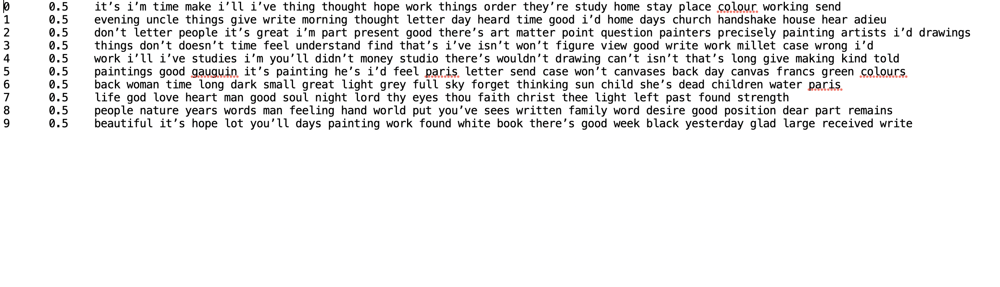 0 0.5 it’s i’m time make i’ll i’ve thing thought hope work things order they’re study home stay place colour working send
1 0.5 evening uncle things give write morning thought letter day heard time good i’d home days church handshake house hear adieu
2 0.5 don’t letter people it’s great i’m part present good there’s art matter point question painters precisely painting artists i’d drawings
3 0.5 things don’t doesn’t time feel understand find that’s i’ve isn’t won’t figure view good write work millet case wrong i’d
4 0.5 work i’ll i’ve studies i’m you’ll didn’t money studio there’s wouldn’t drawing can’t isn’t that’s long give making kind told
5 0.5 paintings good gauguin it’s painting he’s i’d feel paris letter send case won’t canvases back day canvas francs green colours
6 0.5 back woman time long dark small great light grey full sky forget thinking sun child she’s dead children water paris
7 0.5 life god love heart man good soul night lord thy eyes thou faith christ thee light left past found strength
8 0.5 people nature years words man feeling hand world put you’ve sees written family word desire good position dear part remains
9 0.5 beautiful it’s hope lot you’ll days painting work found white book there’s good week black yesterday glad large received write